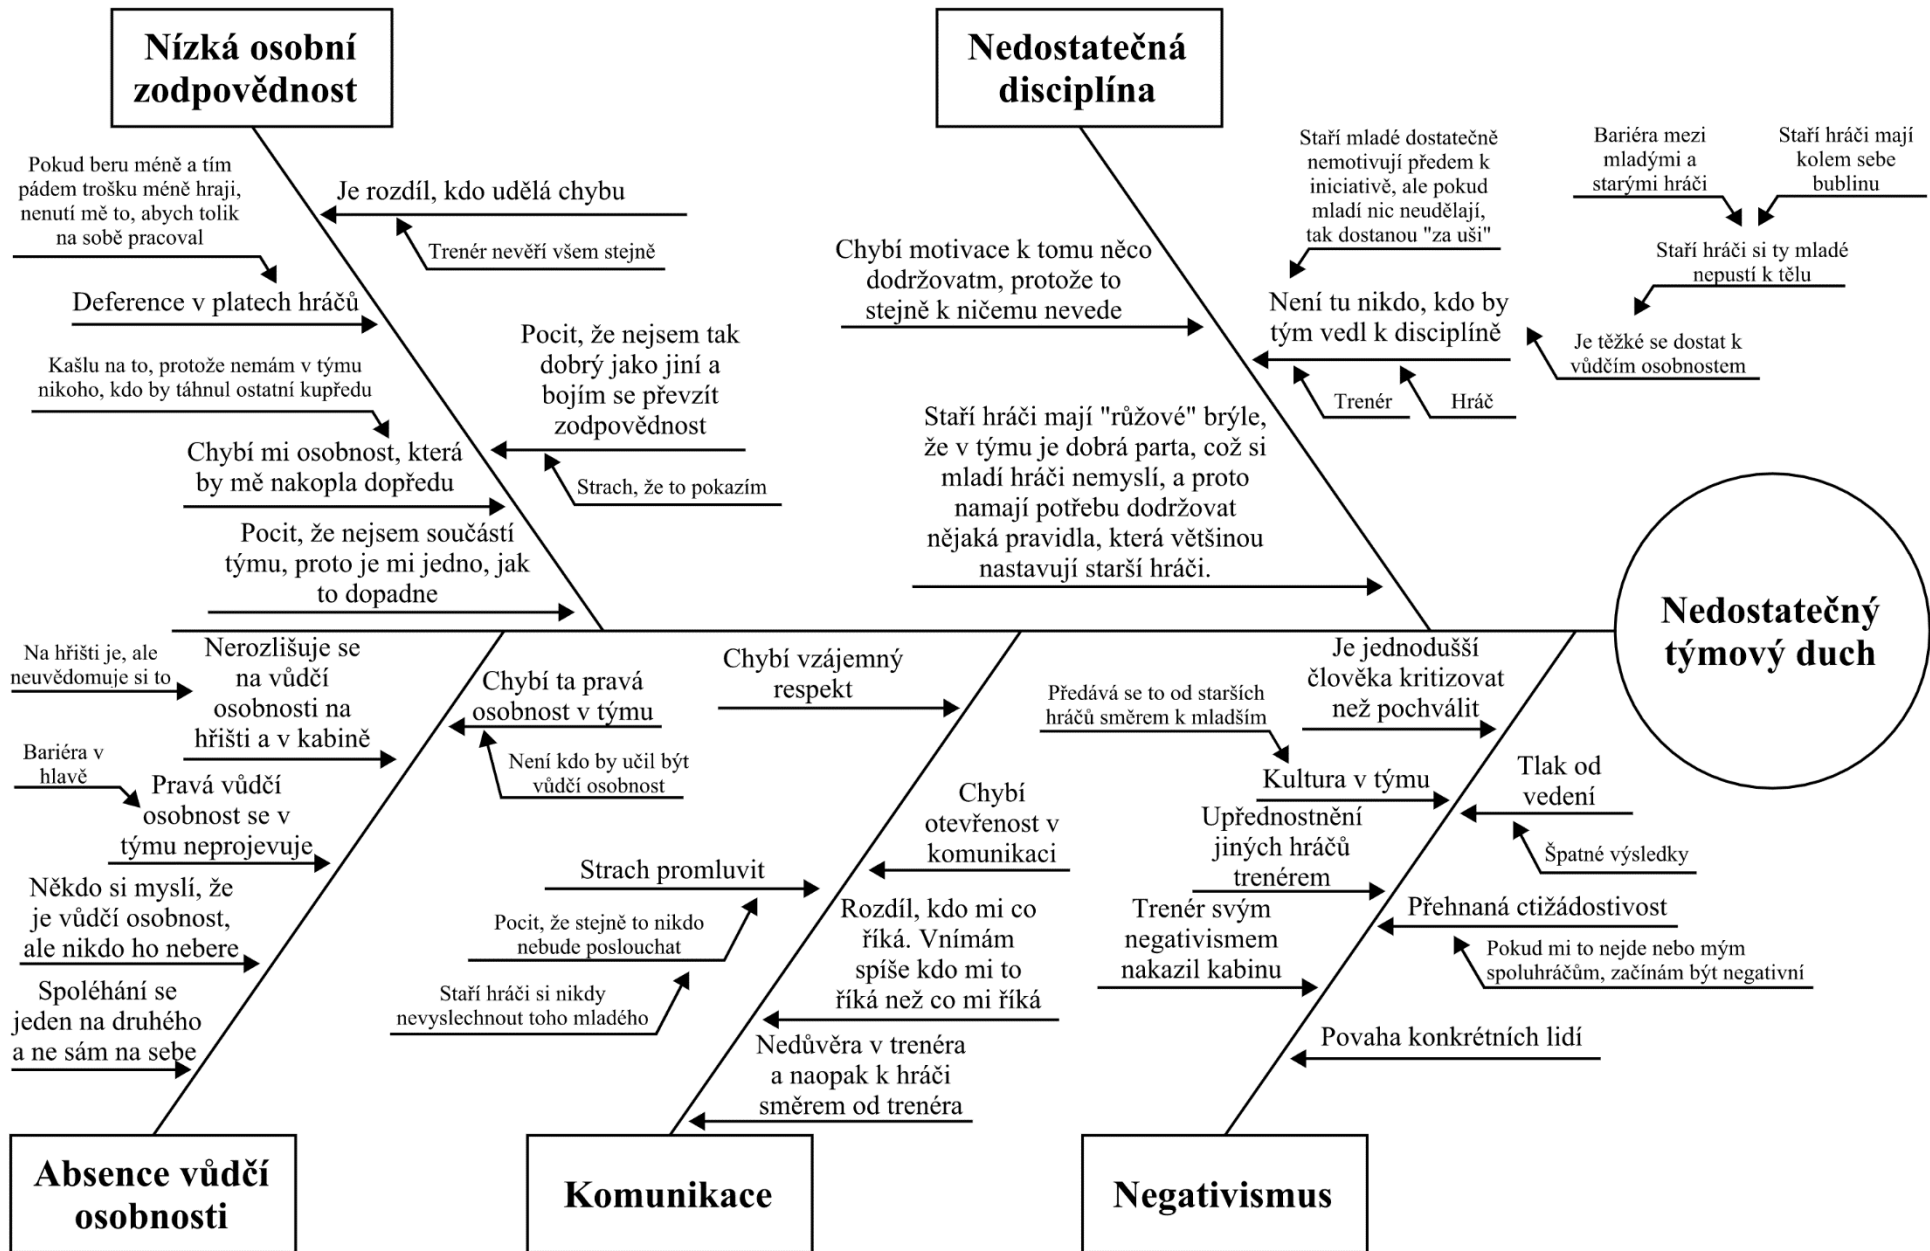 Nízká osobní
zodpovědnost
Nedostatečná
disciplína
Pokud beru méně a tím
pádem trošku méně hraji,
nenutí mě to, abych tolik
na sobě pracoval
Je rozdíl, kdo udělá chybu
Trenér nevěří všem stejně
Deference v platech hráčů
Kašlu na to, protože nemám v týmu
nikoho, kdo by táhnul ostatní kupředu
Pocit, že nejsem tak
dobrý jako jiní a
bojím se převzít
zodpovědnost
Strach, že to pokazím
Chybí mi osobnost, která
by mě nakopla dopředu
Pocit, že nejsem součástí
týmu, proto je mi jedno, jak
to dopadne
Chybí motivace k tomu něco
dodržovatm, protože to
stejně k ničemu nevede
Staří mladé dostatečně
nemotivují předem k
iniciativě, ale pokud
mladí nic neudělají,
tak dostanou "za uši"
Není tu nikdo, kdo by
tým vedl k disciplíně
Trenér
Hráč
Bariéra mezi
mladými a
starými hráči
Staří hráči mají
kolem sebe
bublinu
Staří hráči si ty mladé
nepustí k tělu
Je těžké se dostat k
vůdčím osobnostem
Staří hráči mají "růžové" brýle,
že v týmu je dobrá parta, což si
mladí hráči nemyslí, a proto
namají potřebu dodržovat
nějaká pravidla, která většinou
nastavují starší hráči.
Nedostatečný
týmový duch
Na hřišti je, ale
neuvědomuje si to
Nerozlišuje se
na vůdčí
osobnosti na
hřišti a v kabině
Chybí ta pravá
osobnost v týmu
Není kdo by učil být
vůdčí osobnost
Bariéra v
hlavě
Pravá vůdčí
osobnost se v
týmu neprojevuje
Někdo si myslí, že
je vůdčí osobnost,
ale nikdo ho nebere
Spoléhání se
jeden na druhého
a ne sám na sebe
Chybí vzájemný
respekt
Chybí
otevřenost v
komunikaci
Strach promluvit
Pocit, že stejně to nikdo
nebude poslouchat
Staří hráči si nikdy
nevyslechnout toho mladého
Rozdíl, kdo mi co
říká. Vnímám
spíše kdo mi to
říká než co mi říká
Nedůvěra v trenéra
a naopak k hráči
směrem od trenéra
Je jednodušší
člověka kritizovat
než pochválit
Předává se to od starších
hráčů směrem k mladším
Kultura v týmu
Tlak od
vedení
Špatné výsledky
Upřednostnění
jiných hráčů
trenérem
Přehnaná ctižádostivost
Pokud mi to nejde nebo mým
spoluhráčům, začínám být negativní
Trenér svým
negativismem
nakazil kabinu
Povaha konkrétních lidí
Absence vůdčí
osobnosti
Komunikace
Negativismus